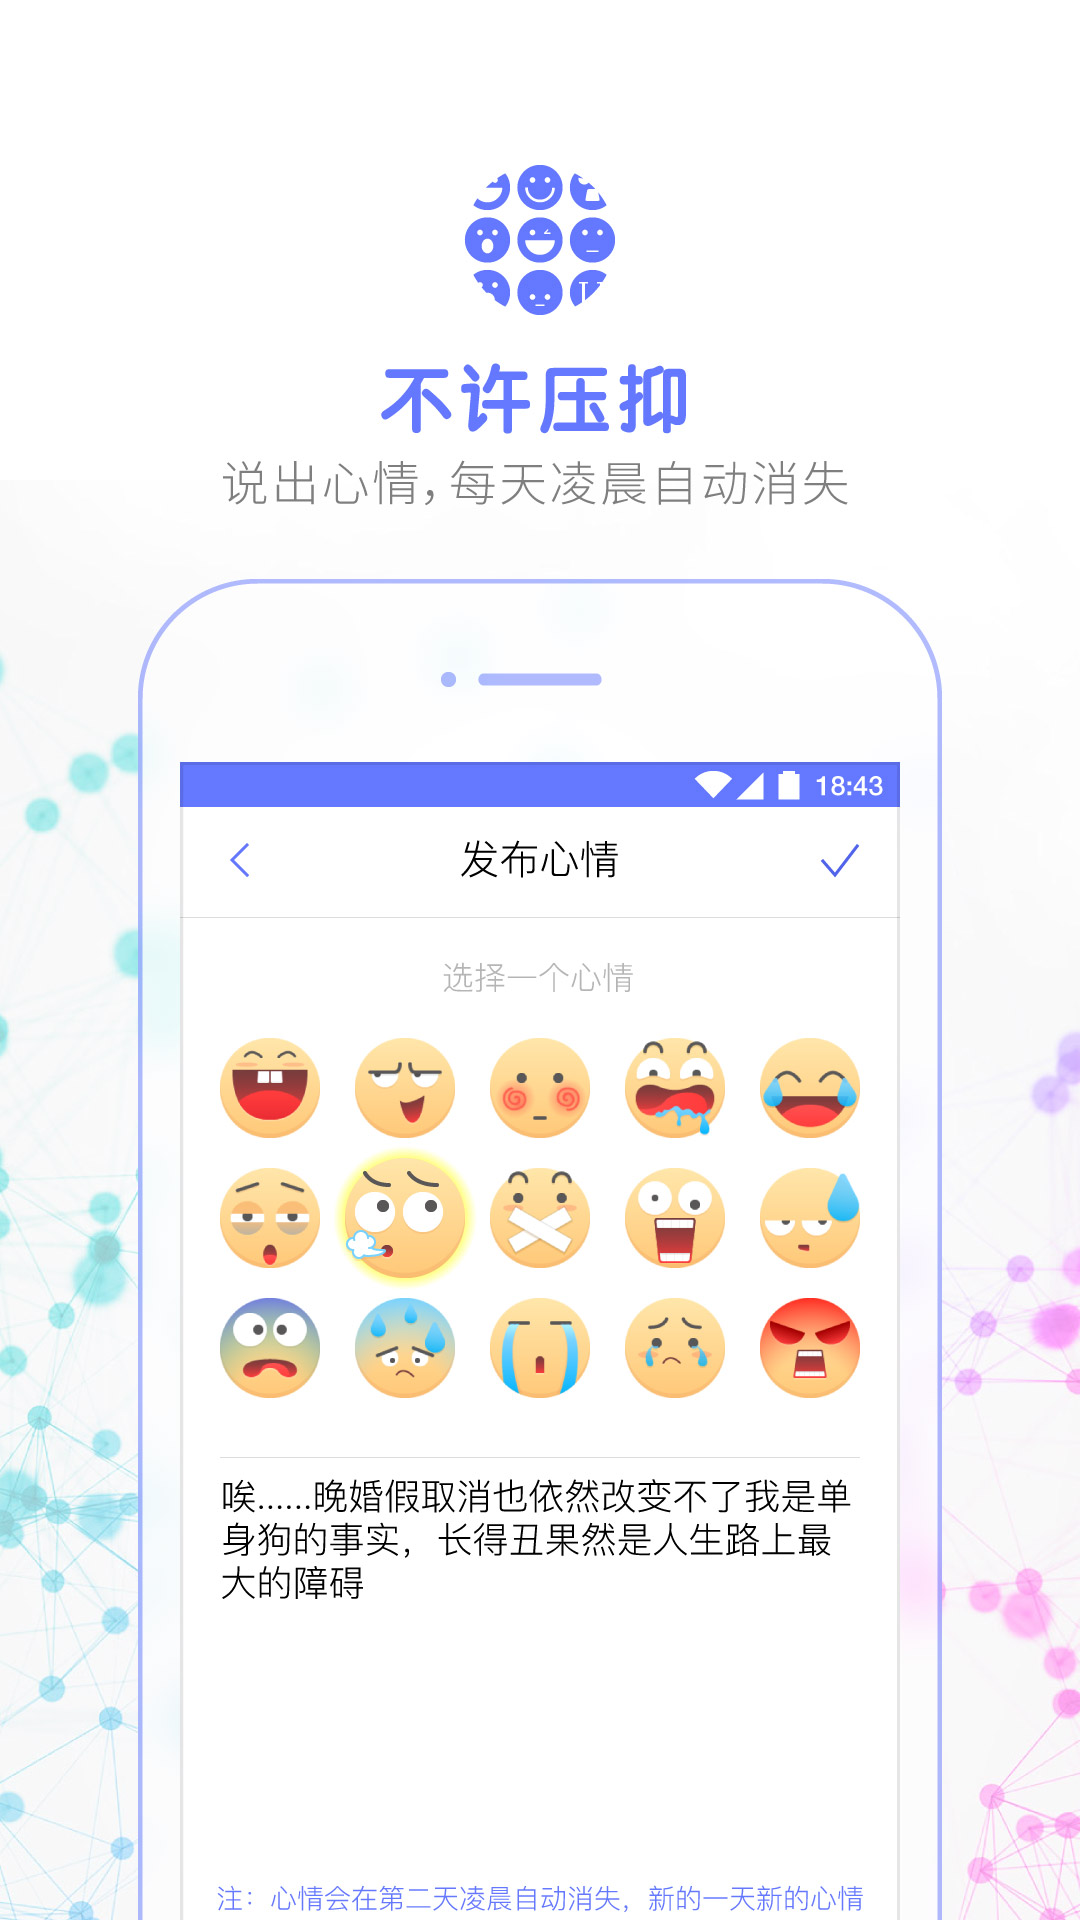 不许压抑
说出心情，每天凌晨自动消失
18:43
发布心情
选择一个心情
唉......晚婚假取消也依然改变不了我是单
身狗的事实，长得丑果然是人生路上最
大的障碍
注：心情会在第二天凌晨自动消失，新的一天新的心情